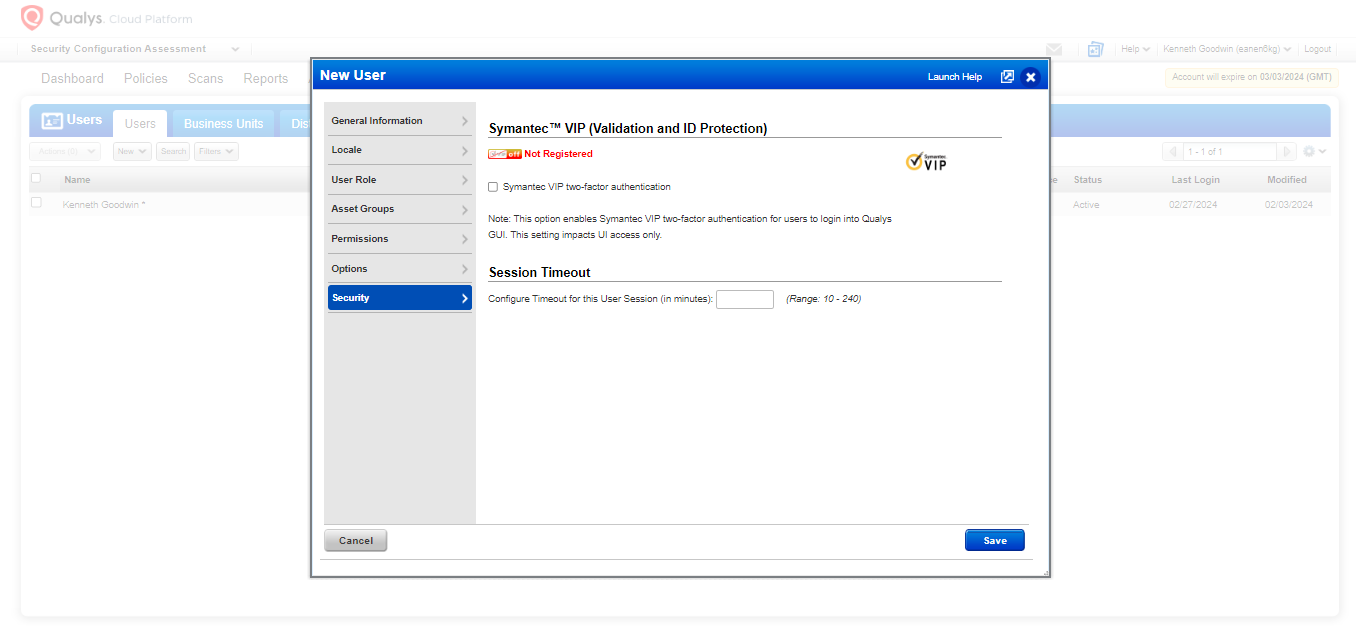 Qualys. Cloud Platform
Security Configuration Assessment
Help
Kenneth Goodwin (eanen6kg)
Logout
Dashboard Policies Scans Reports
Account will expire on 03/03/2024 (GMT)
New User
Launch Help
Users
Users
Business Units
Dis
Actions (0)
New
Search
Filters
1 - 1 of 1
Name
Status
Last Login
Modified
Kenneth Goodwin *
Active
02/27/2024
02/03/2024
General Information
Locale
User Role
Asset Groups
Permissions
Options
Security
Symantec™ VIP (Validation and ID Protection)
off Not Registered
Symantec VIP
Symantec VIP two-factor authentication
Note: This option enables Symantec VIP two-factor authentication for users to login into Qualys
GUI. This setting impacts UI access only.
Session Timeout
Configure Timeout for this User Session (in minutes): (Range: 10 - 240)
Cancel
Save